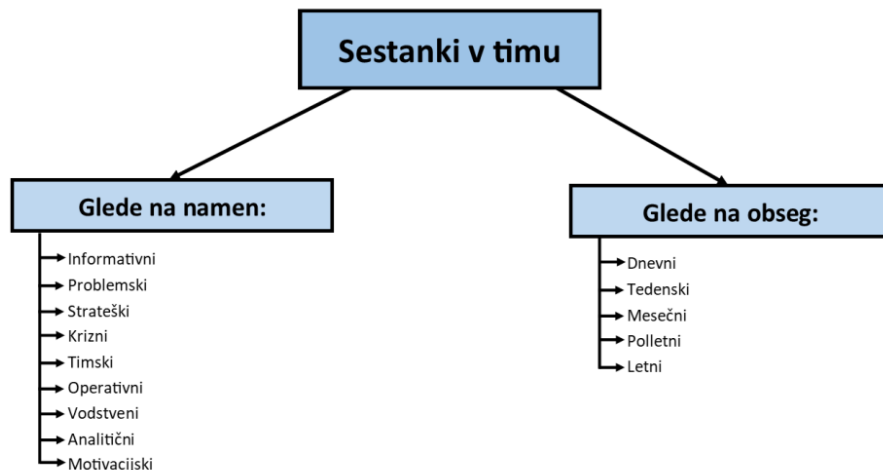 Sestanki v timu
Glede na namen:
Informativni
Problemski
Strateški
Krizni
Timski
Operativni
Vodstveni
Analitični
Motivacijski
Glede na obseg:
Dnevni
Tedenski
Mesečni
Polletni
Letni